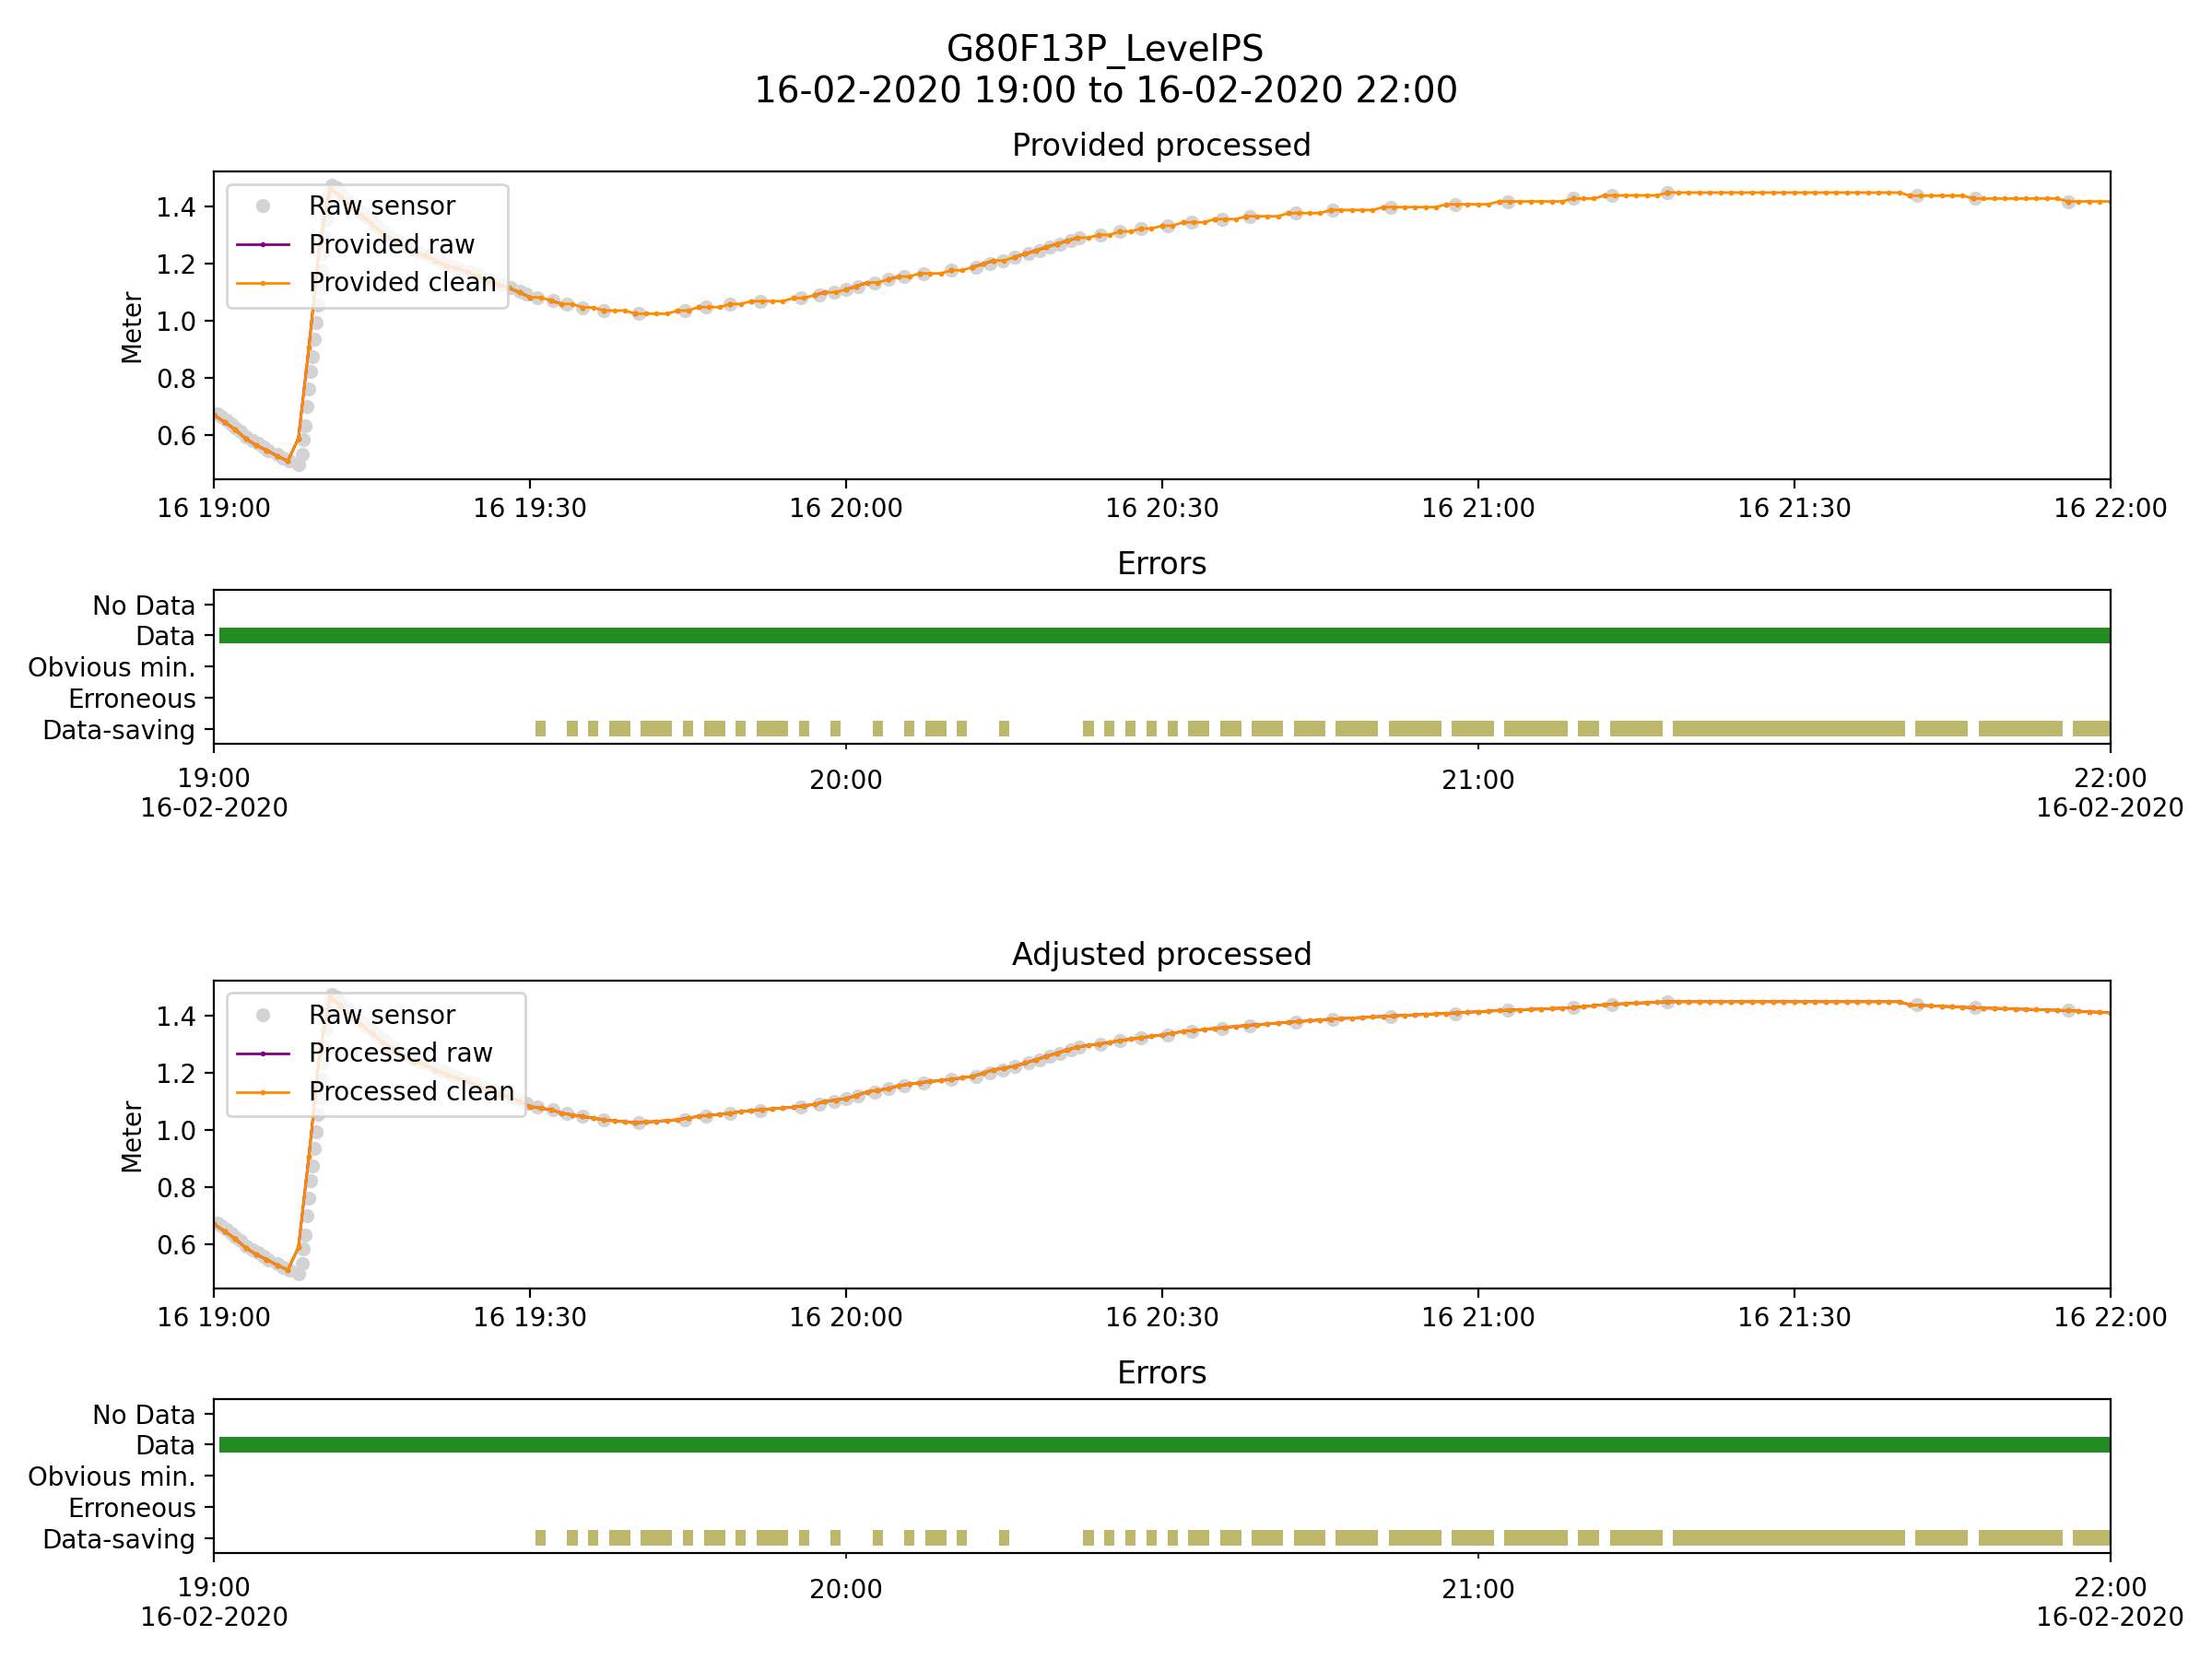 G80F13P_LevelPS
16-02-2020 19:00 to 16-02-2020 22:00
Provided processed
Meter
1.4
1.2
1.0
0.8
0.6
Raw sensor
Provided raw
Provided clean
16 19:00 16 19:30 16 20:00 16 20:30 16 21:00 16 21:30 16 22:00
Errors
No Data
Data
Obvious min.
Erroneous
Data-saving
19:00 20:00 21:00 22:00
16-02-2020 16-02-2020
Adjusted processed
Meter
1.4
1.2
1.0
0.8
0.6
Raw sensor
Processed raw
Processed clean
16 19:00 16 19:30 16 20:00 16 20:30 16 21:00 16 21:30 16 22:00
Errors
No Data
Data
Obvious min.
Erroneous
Data-saving
19:00 20:00 21:00 22:00
16-02-2020 16-02-2020